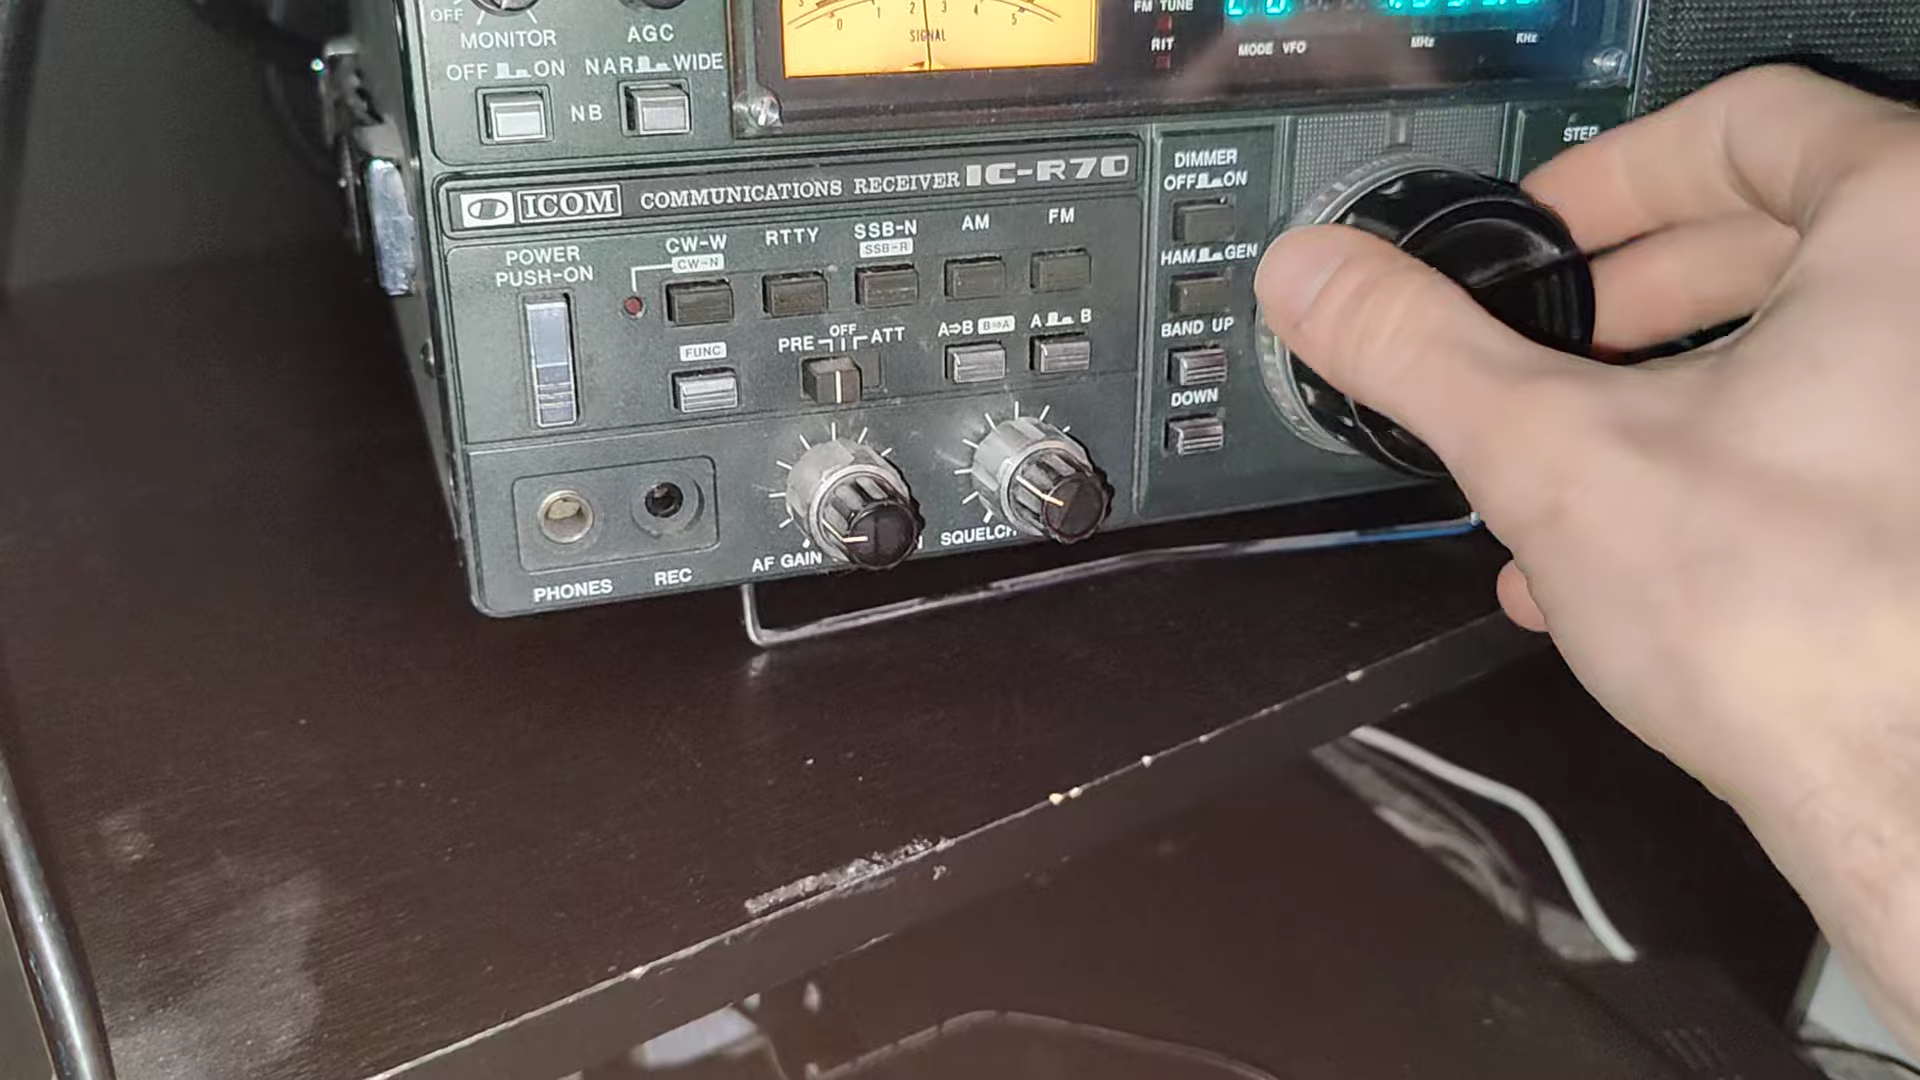 OFF
MONITOR
AGC
OFF ON
NAR WIDE
NB
0 1 2 3 4 5
SIGNAL
FM TUNE
RIT
MODE VFO
MHz
KHz
STEP
ICOM COMMUNICATIONS RECEIVER IC-R70
POWER
PUSH-ON
CW-W
CW-N
RTTY
SSB-N
SSB-R
AM
FM
FUNC
PRE OFF ATT
A⇒B B⇒A
A B
DIMMER
OFF ON
HAM GEN
BAND UP
DOWN
PHONES
REC
AF GAIN
SQUELCH